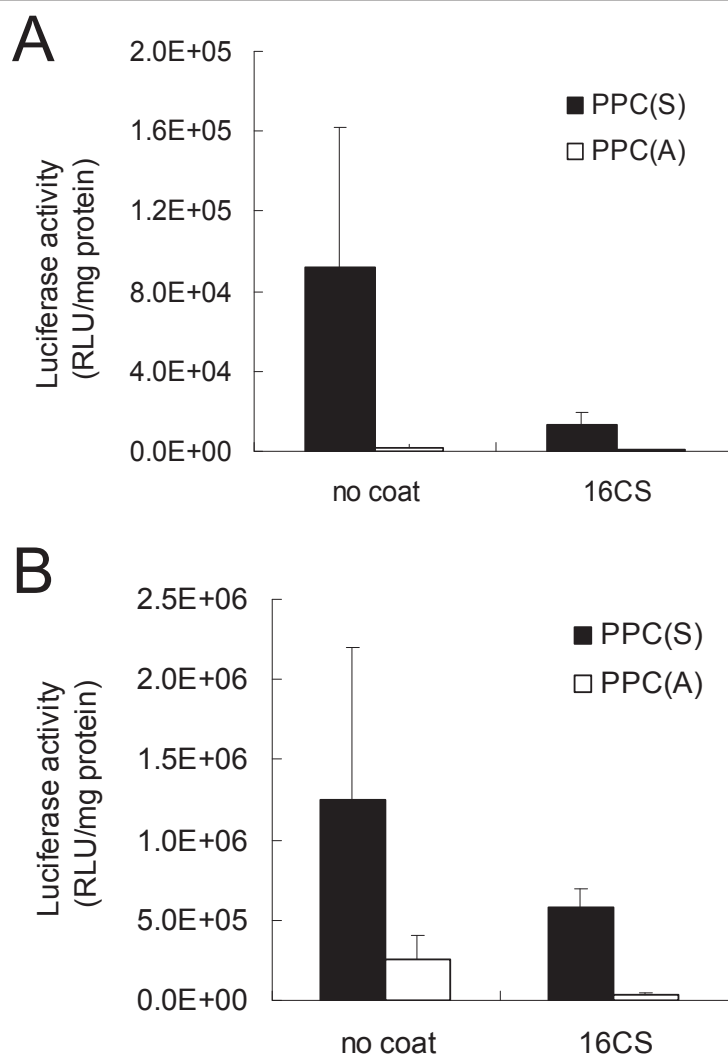 A
2.0E+05
1.6E+05
1.2E+05
8.0E+04
4.0E+04
0.0E+00
Luciferase activity
(RLU/mg protein)
PPC(S)
PPC(A)
no coat 16CS
B
2.5E+06
2.0E+06
1.5E+06
1.0E+06
5.0E+05
0.0E+00
Luciferase activity
(RLU/mg protein)
PPC(S)
PPC(A)
no coat 16CS